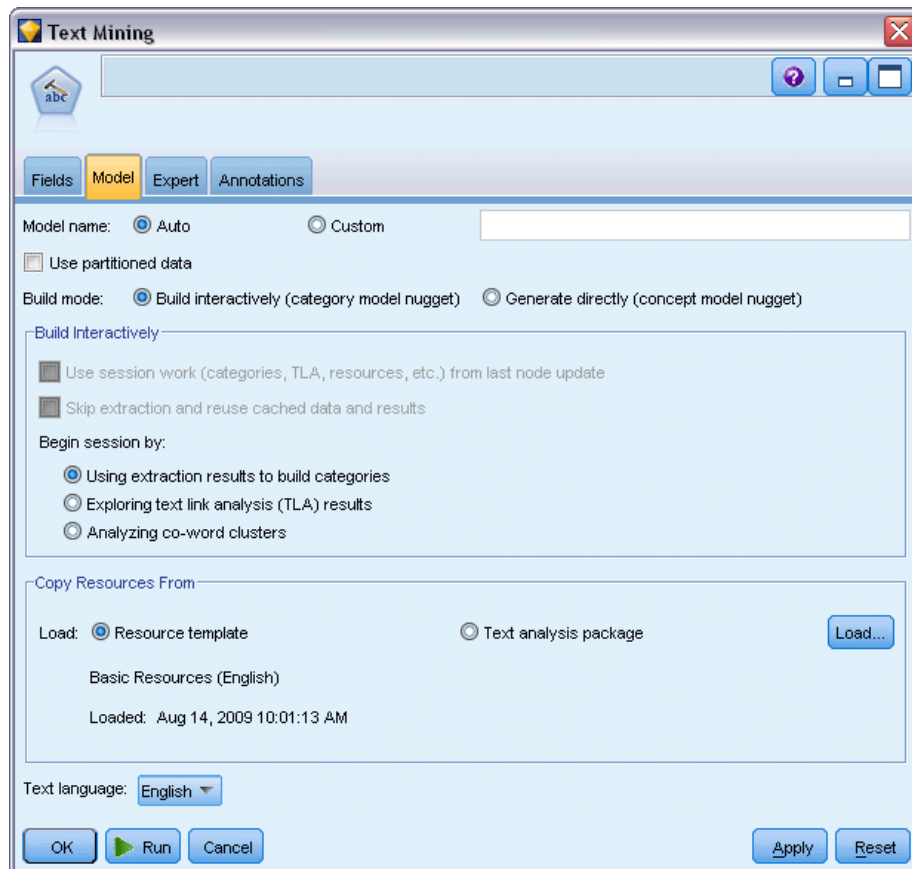 Text Mining
abc
Fields Model Expert Annotations
Model name: Auto Custom
Use partitioned data
Build mode: Build interactively (category model nugget) Generate directly (concept model nugget)
Build Interactively
Use session work (categories, TLA, resources, etc.) from last node update
Skip extraction and reuse cached data and results
Begin session by:
Using extraction results to build categories
Exploring text link analysis (TLA) results
Analyzing co-word clusters
Copy Resources From
Load: Resource template Text analysis package Load...
Basic Resources (English)
Loaded: Aug 14, 2009 10:01:13 AM
Text language: English
OK Run Cancel Apply Reset